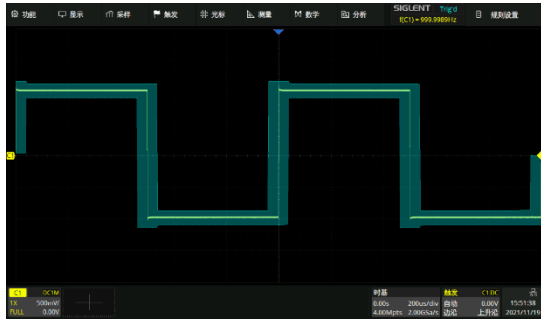 功能 显示 采样 触发 光标 测量 数学 分析 SIGLENT Trig'd 规则设置
f(C1) = 999.9989Hz
C1
C1 DC1M
1X 500mV/
FULL 0.00V
时基
0.00s 200us/div
4.00Mpts 2.00GSa/s
触发 C1 DC
自动 0.00V
边沿 上升沿
15:51:38
2021/11/19